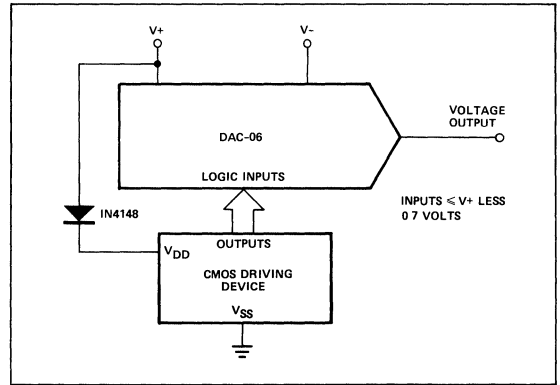 V+
V-
DAC-06
VOLTAGE
OUTPUT
LOGIC INPUTS
INPUTS ⩽ V+ LESS
0 7 VOLTS
IN4148
OUTPUTS
VDD
CMOS DRIVING
DEVICE
VSS